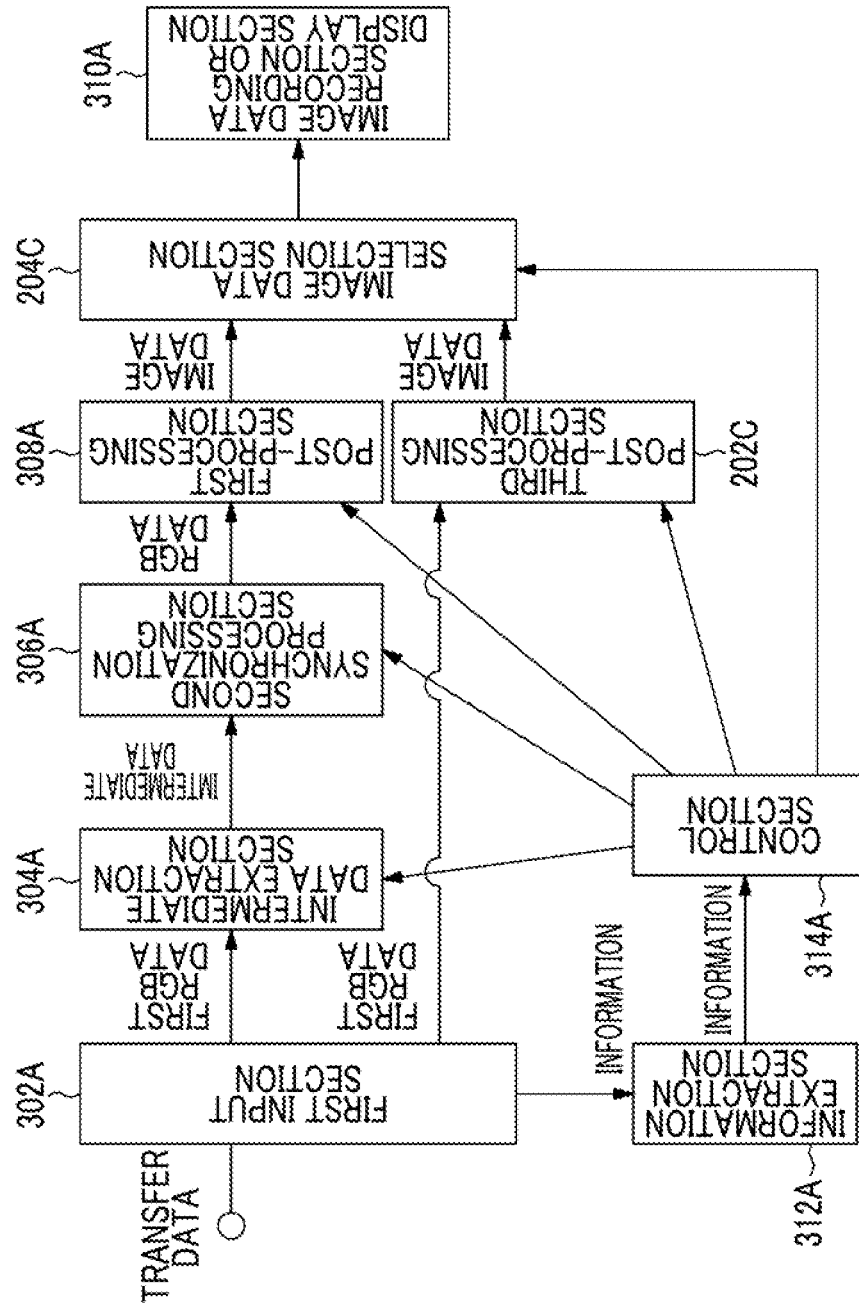 TRANSFER
DATA
302A
FIRST INPUT
SECTION
FIRST
RGB
DATA
FIRST
RGB
DATA
304A
INTERMEDIATE
DATA EXTRACTION
SECTION
INTERMEDIATE
DATA
306A
SECOND
SYNCHRONIZATION
PROCESSING
SECTION
RGB
DATA
308A
FIRST
POST-PROCESSING
SECTION
THIRD
POST-PROCESSING
SECTION
202C
IMAGE
DATA
IMAGE
DATA
204C
IMAGE DATA
SELECTION SECTION
310A
IMAGE DATA
RECORDING
SECTION OR
DISPLAY SECTION
INFORMATION
INFORMATION
EXTRACTION
SECTION
312A
INFORMATION
CONTROL
SECTION
314A